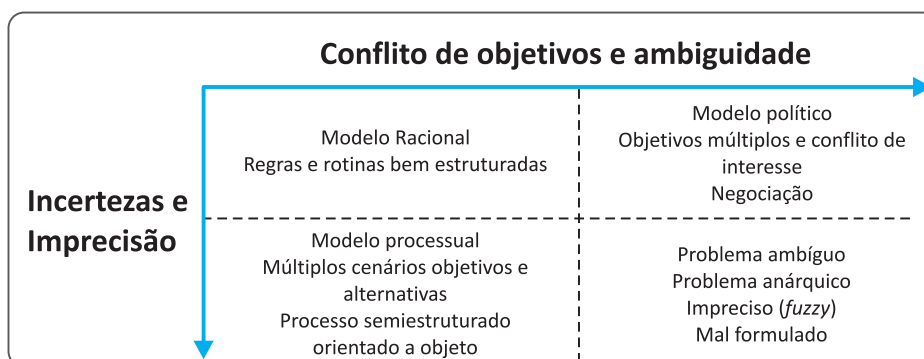 Conflito de objetivos e ambiguidade
Incertezas e
Imprecisão
Modelo Racional
Regras e rotinas bem estruturadas
Modelo político
Objetivos múltiplos e conflito de
interesse
Negociação
Modelo processual
Múltiplos cenários objetivos e
alternativas
Processo semiestruturado
orientado a objeto
Problema ambíguo
Problema anárquico
Impreciso (fuzzy)
Mal formulado